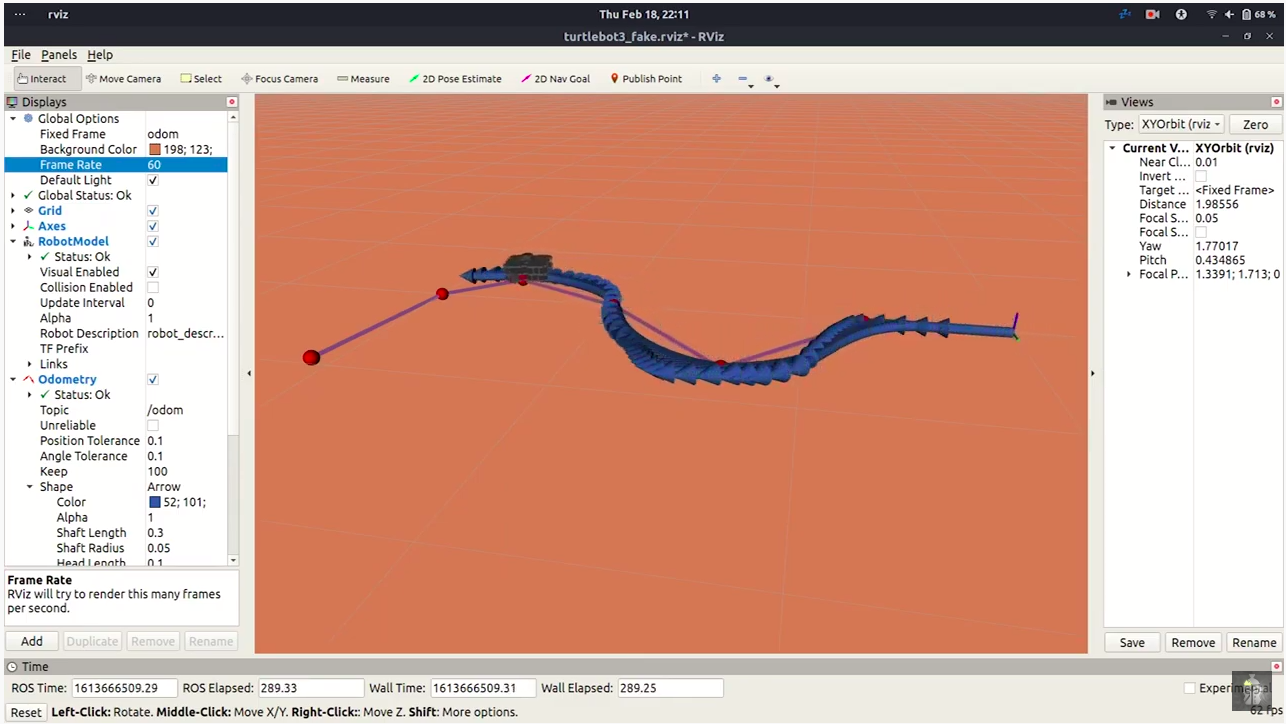 rviz
Thu Feb 18, 22:11
68 %
turtlebot3_fake.rviz* - RViz
File Panels Help
Interact Move Camera Select Focus Camera Measure 2D Pose Estimate 2D Nav Goal Publish Point
Displays
Global Options
Fixed Frame odom
Background Color 198; 123;
Frame Rate 60
Default Light
Global Status: Ok
Grid
Axes
RobotModel
Status: Ok
Visual Enabled
Collision Enabled
Update Interval 0
Alpha 1
Robot Description robot_descr...
TF Prefix
Links
Odometry
Status: Ok
Topic /odom
Unreliable
Position Tolerance 0.1
Angle Tolerance 0.1
Keep 100
Shape Arrow
Color 52; 101;
Alpha 1
Shaft Length 0.3
Shaft Radius 0.05
Head Length 0.1
Frame Rate
RViz will try to render this many frames
per second.
Add Duplicate Remove Rename
Views
Type: XYOrbit (rviz Zero
Current V... XYOrbit (rviz)
Near Cl... 0.01
Invert ...
Target ... <Fixed Frame>
Distance 1.98556
Focal S... 0.05
Focal S...
Yaw 1.77017
Pitch 0.434865
Focal P... 1.3391; 1.713; 0
Save Remove Rename
Time
ROS Time: 1613666509.29 ROS Elapsed: 289.33 Wall Time: 1613666509.31 Wall Elapsed: 289.25
Reset Left-Click: Rotate. Middle-Click: Move X/Y. Right-Click:: Move Z. Shift: More options.
62 fps